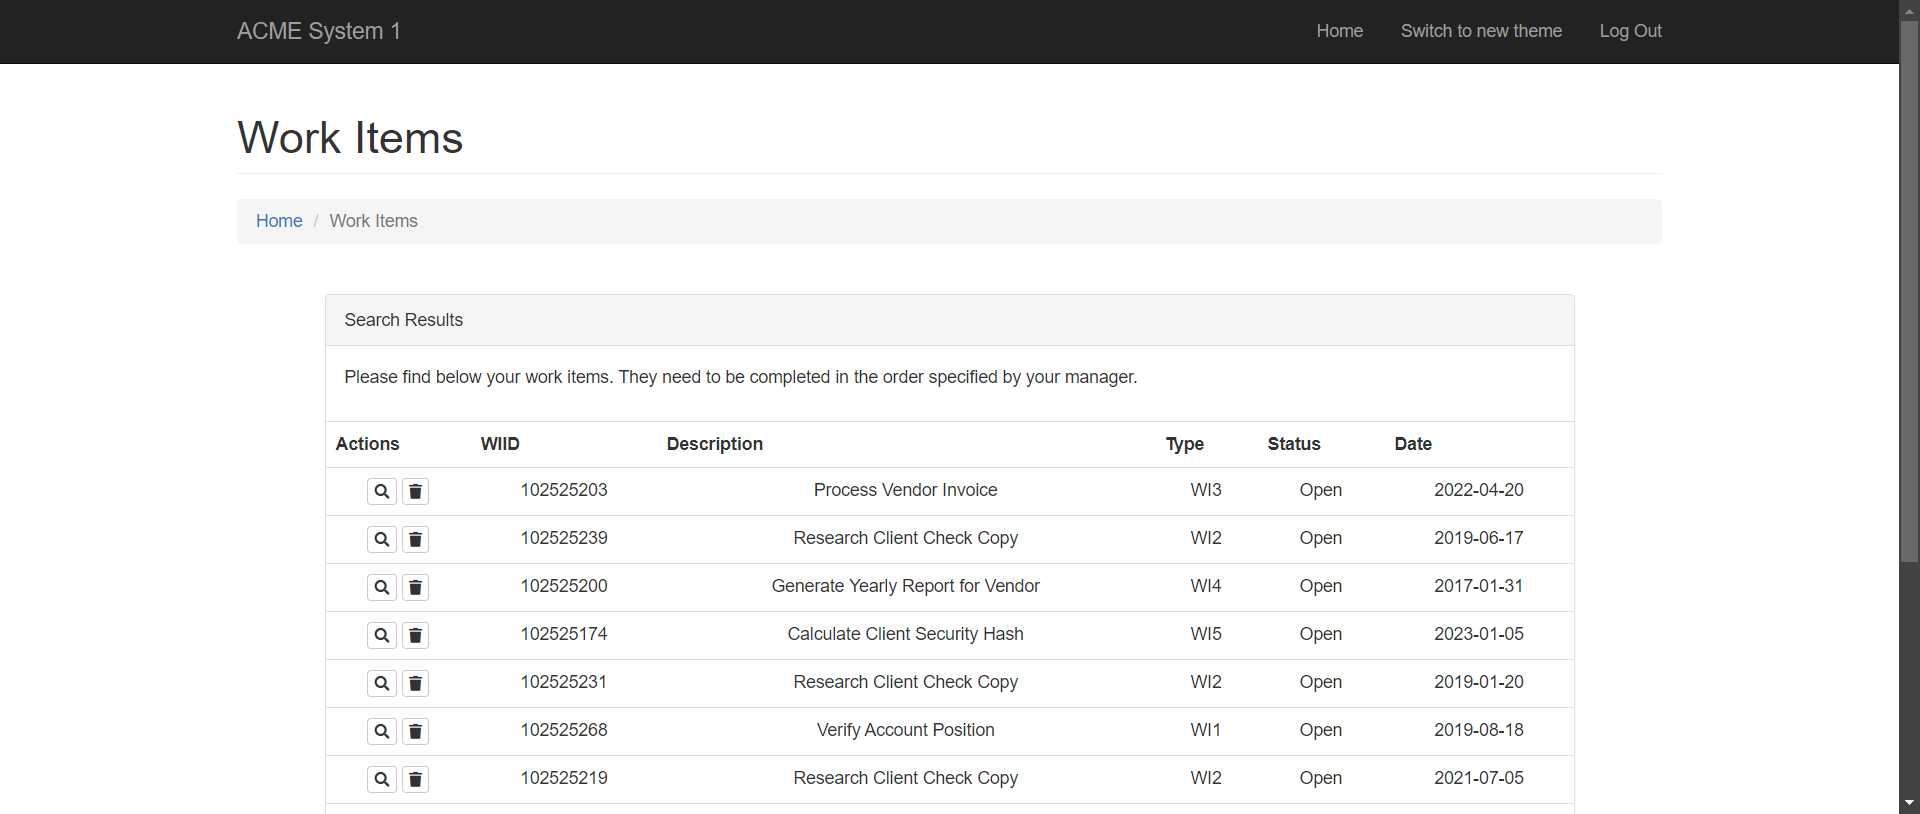 ACME System 1 Home Switch to new theme Log Out
Work Items
Home / Work Items
Search Results
Please find below your work items. They need to be completed in the order specified by your manager.
Actions WIID Description Type Status Date
102525203 Process Vendor Invoice WI3 Open 2022-04-20
102525239 Research Client Check Copy WI2 Open 2019-06-17
102525200 Generate Yearly Report for Vendor WI4 Open 2017-01-31
102525174 Calculate Client Security Hash WI5 Open 2023-01-05
102525231 Research Client Check Copy WI2 Open 2019-01-20
102525268 Verify Account Position WI1 Open 2019-08-18
102525219 Research Client Check Copy WI2 Open 2021-07-05